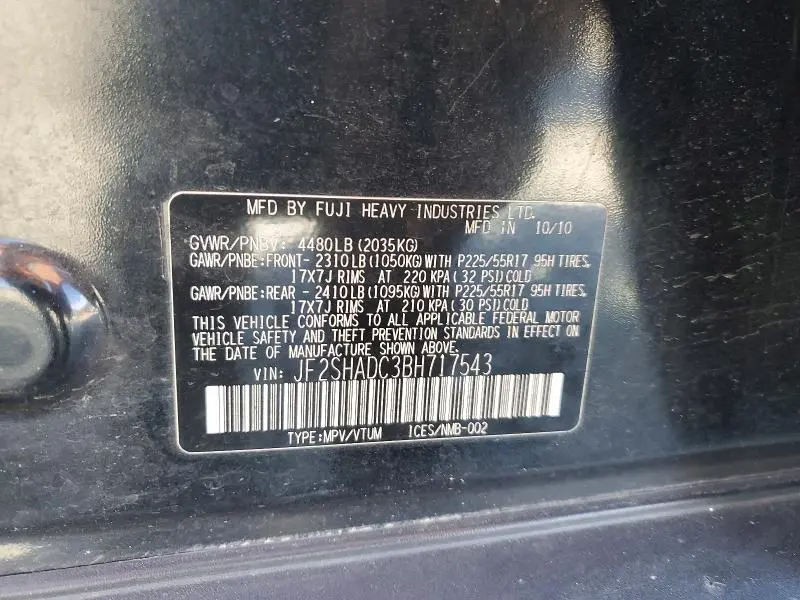 MFD BY FUJI HEAVY INDUSTRIES LTD.
MFD IN 10/10
GVWR/PNBV: 4480LB (2035KG)
GAWR/PNBE:FRONT- 2310LB (1050KG) WITH P225/55R17 95H TIRES,
17X7J RIMS AT 220 KPA ( 32 PSI) COLD
GAWR/PNBE:REAR - 2410LB (1095KG) WITH P225/55R17 95H TIRES,
17X7J RIMS AT 210 KPA ( 30 PSI) COLD
THIS VEHICLE CONFORMS TO ALL APPLICABLE FEDERAL MOTOR
VEHICLE SAFETY AND THEFT PREVENTION STANDARDS IN EFFECT ON
THE DATE OF MANUFACTURE SHOWN ABOVE.
VIN: JF2SHADC3BH717543
TYPE:MPV/VTUM ICES/NMB-002